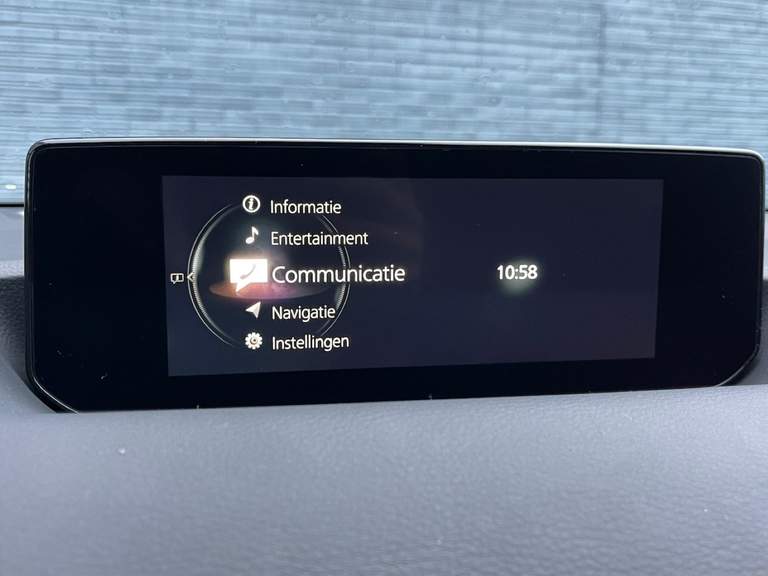 Informatie
Entertainment
Communicatie
10:58
Navigatie
Instellingen